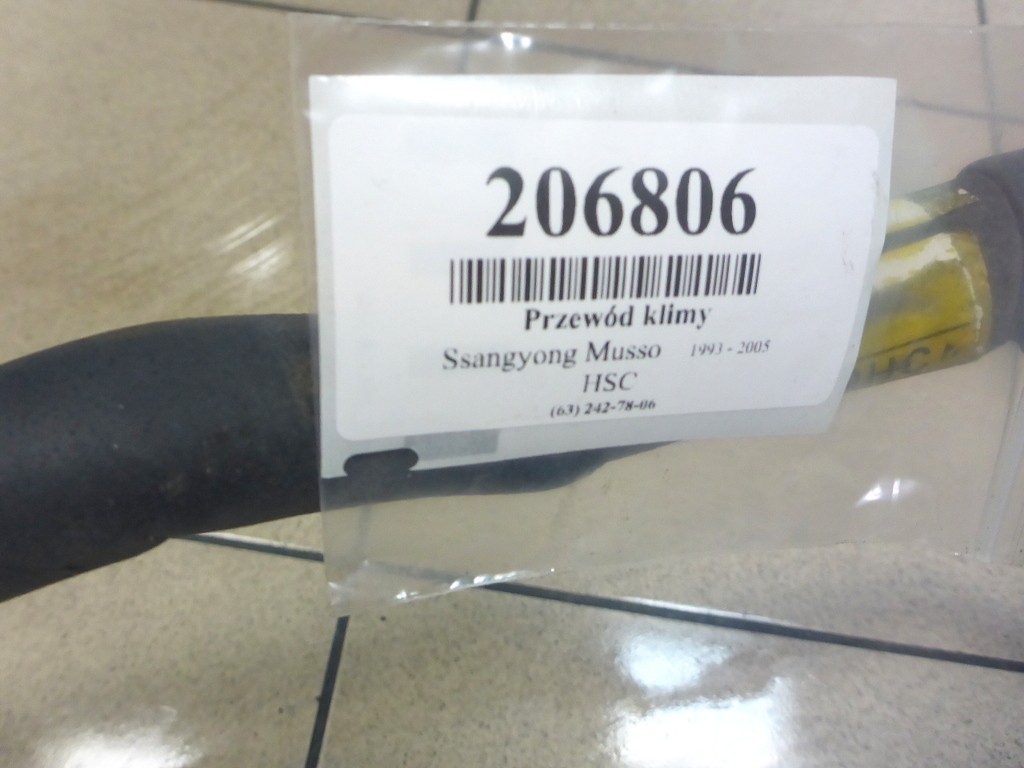 206806
Przewód klimy
Ssangyong Musso 1993 - 2005
HSC
(63) 242-78-06